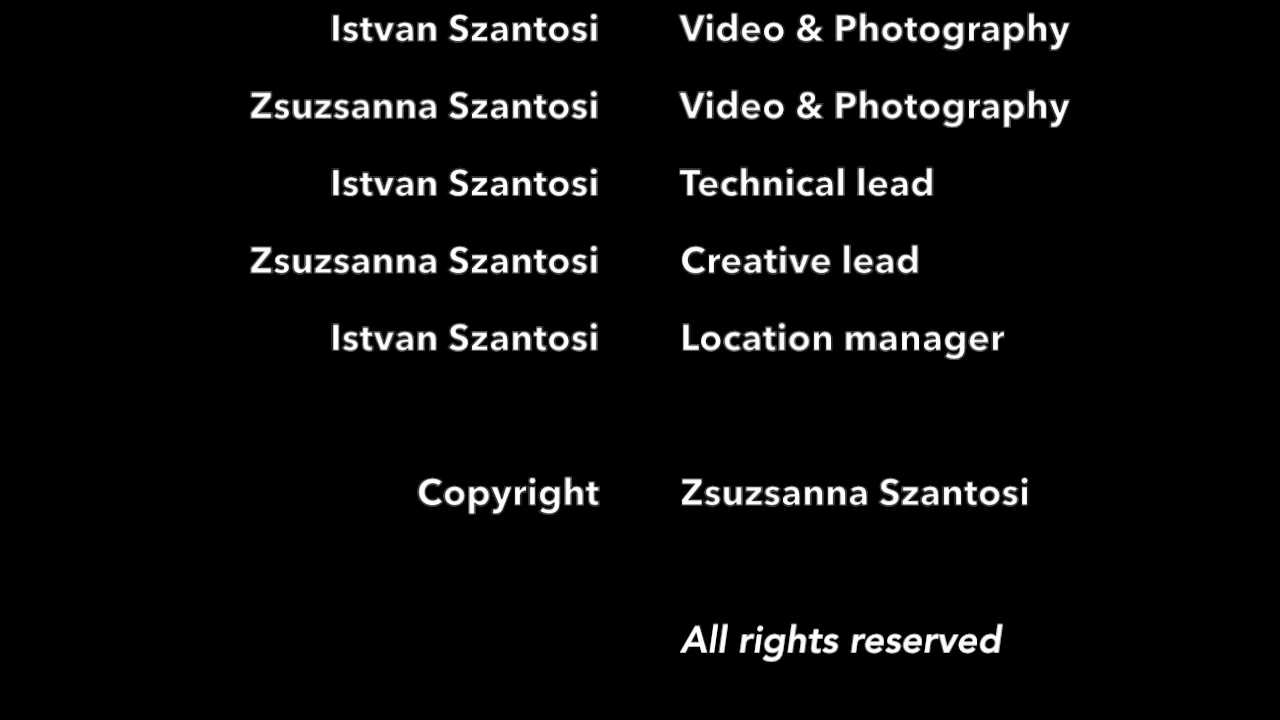 Istvan Szantosi Video & Photography
Zsuzsanna Szantosi Video & Photography
Istvan Szantosi Technical lead
Zsuzsanna Szantosi Creative lead
Istvan Szantosi Location manager
Copyright Zsuzsanna Szantosi
All rights reserved